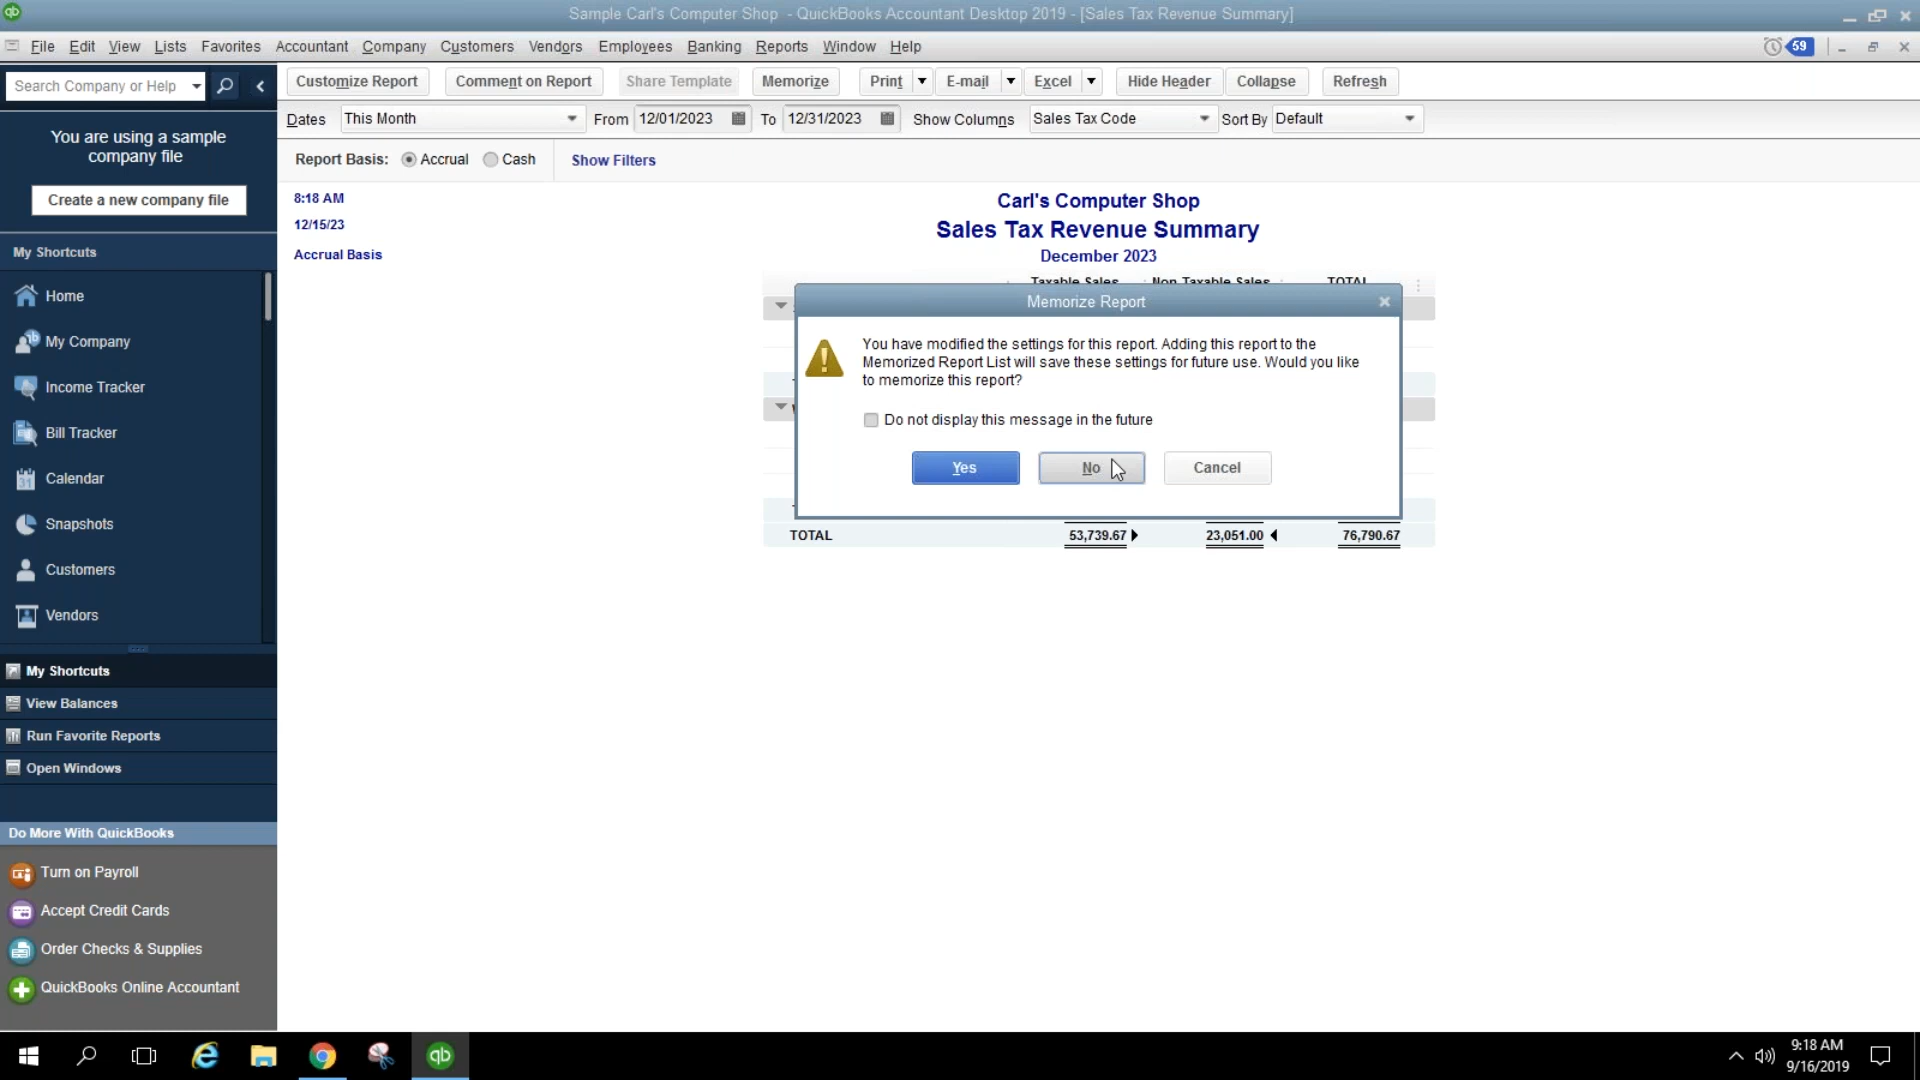 qb
Sample Carl's Computer Shop - QuickBooks Accountant Desktop 2019 - [Sales Tax Revenue Summary]
File Edit View Lists Favorites Accountant Company Customers Vendors Employees Banking Reports Window Help
59
Search Company or Help
Customize Report Comment on Report Share Template Memorize Print E-mail Excel Hide Header Collapse Refresh
Dates This Month From 12/01/2023 To 12/31/2023 Show Columns Sales Tax Code Sort By Default
Report Basis: Accrual Cash Show Filters
You are using a sample
company file
Create a new company file
My Shortcuts
Home
My Company
Income Tracker
Bill Tracker
Calendar
Snapshots
Customers
Vendors
My Shortcuts
View Balances
Run Favorite Reports
Open Windows
Do More With QuickBooks
Turn on Payroll
Accept Credit Cards
Order Checks & Supplies
QuickBooks Online Accountant
8:18 AM
12/15/23
Accrual Basis
Carl's Computer Shop
Sales Tax Revenue Summary
December 2023
Taxable Sales Non Taxable Sales TOTAL
Memorize Report
You have modified the settings for this report. Adding this report to the
Memorized Report List will save these settings for future use. Would you like
to memorize this report?
Do not display this message in the future
Yes No Cancel
TOTAL 53,739.67 23,051.00 76,790.67
qb
9:18 AM
9/16/2019